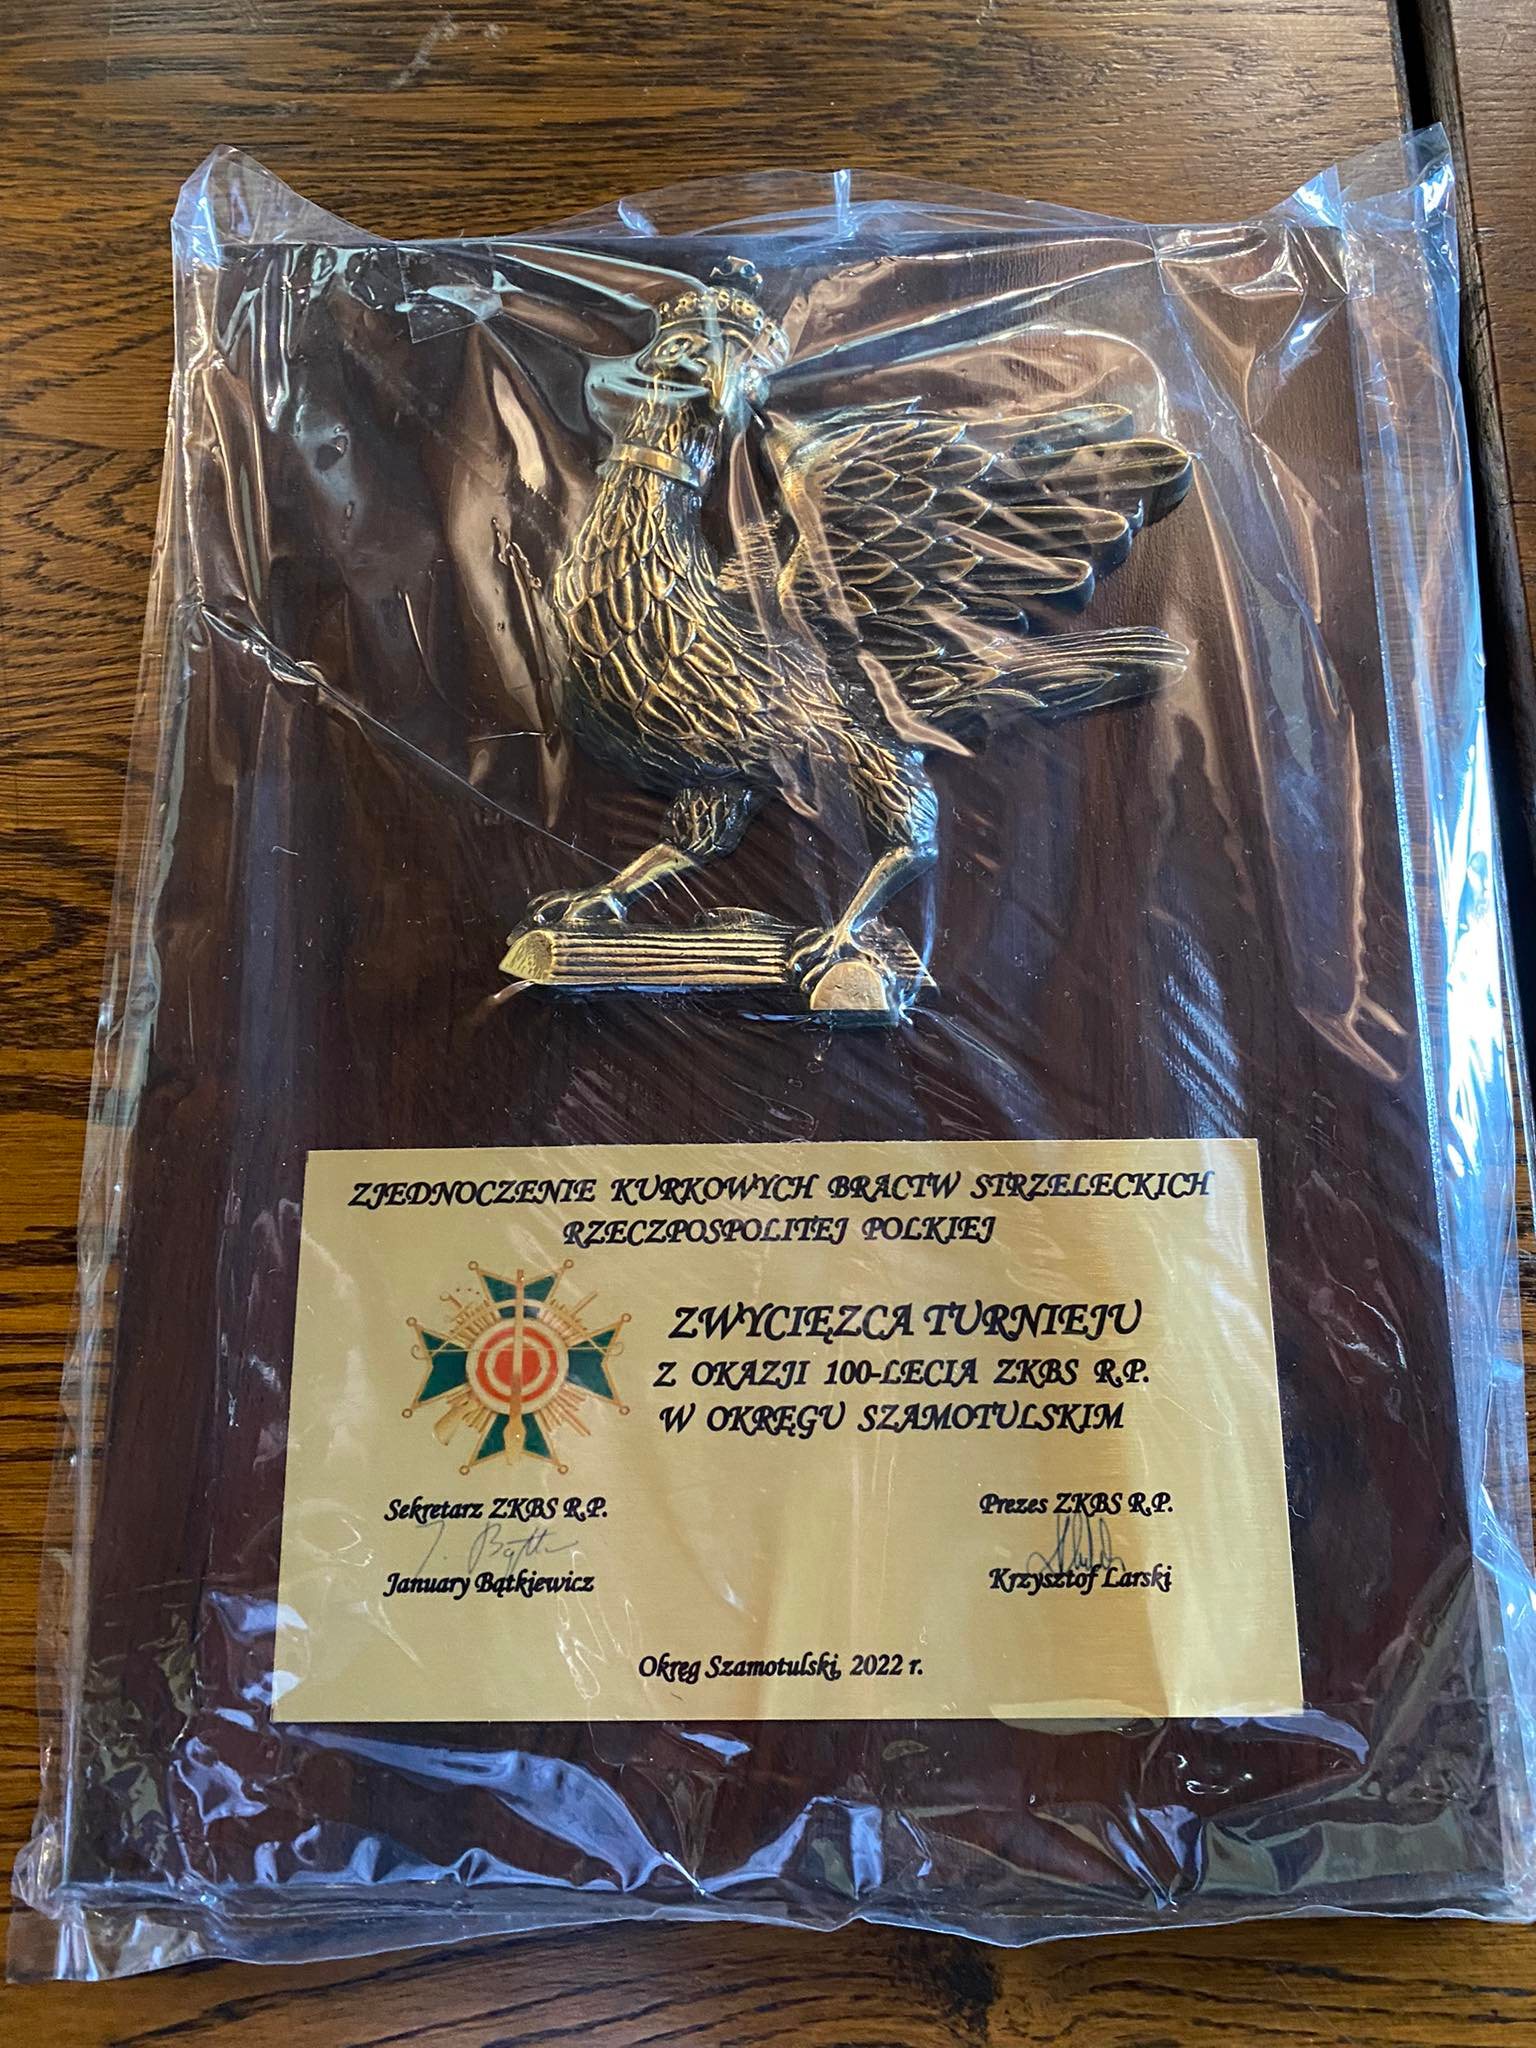 ZJEDNOCZENIE KURKOWYCH BRACTW STRZELECKICH
RZECZPOSPOLITEJ POLKIEJ
ZWYCIĘZCA TURNIEJU
Z OKAZJI 100-LECIA ZKBS R.P.
W OKRĘGU SZAMOTULSKIM
Sekretarz ZKBS R.P.
Prezes ZKBS R.P.
January Bątkiewicz
Krzysztof Larski
Okręg Szamotulski, 2022 r.